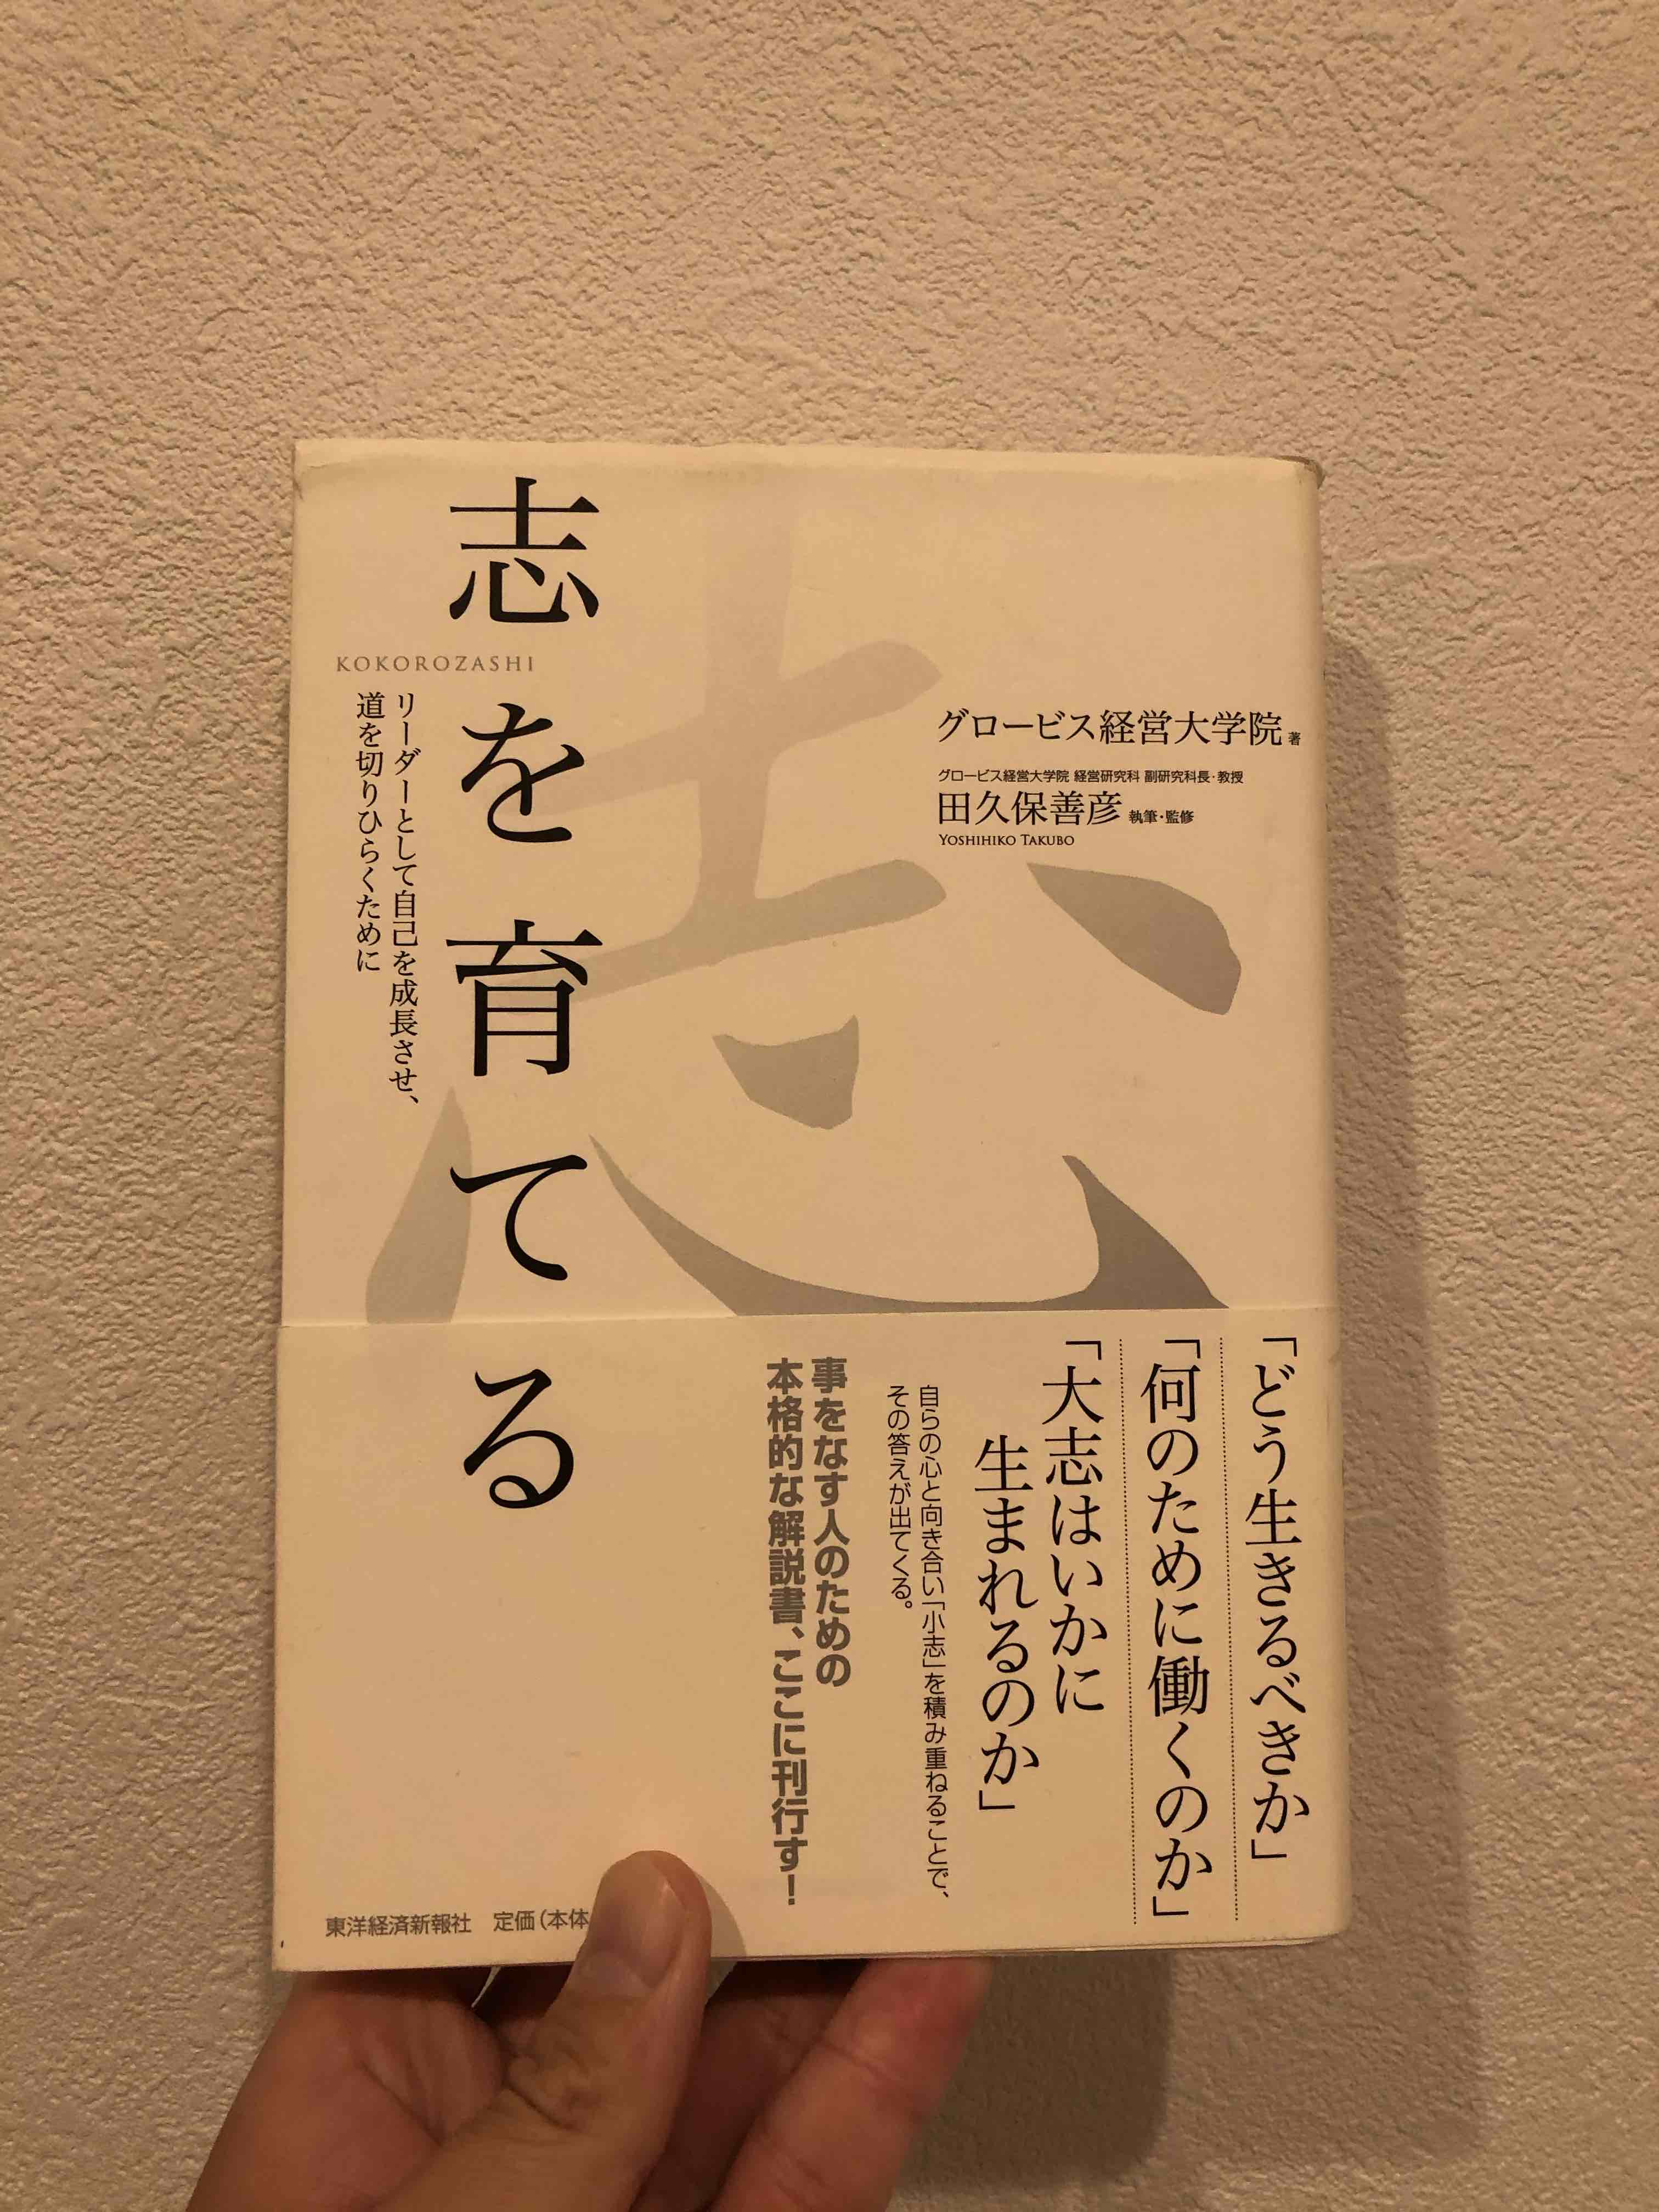 志を育てる
KOKOROZASHI
リーダーとして自己を成長させ、
道を切りひらくために
グロービス経営大学院 著
グロービス経営大学院 経営研究科 副研究科長・教授
田久保善彦 執筆・監修
YOSHIHIKO TAKUBO
「どう生きるべきか」
「何のために働くのか」
「大志はいかに
生まれるのか」
自らの心と向き合い「小志」を積み重ねることで、
その答えが出てくる。
事をなす人のための
本格的な解説書、ここに刊行す！
東洋経済新報社 定価（本体
志